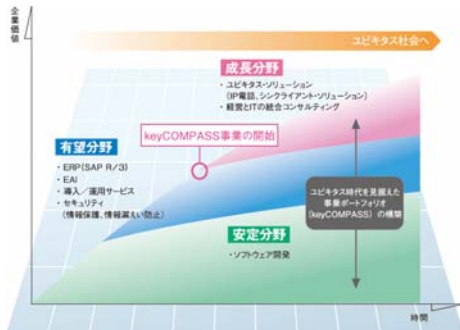 企業価値
ユビキタス社会へ
成長分野
・ユビキタス・ソリューション
(IP電話、シンクライアント・ソリューション)
・経営とITの統合コンサルティング
keyCOMPASS事業の開始
有望分野
・ERP(SAP R/3)
・EAI
・導入/運用サービス
・セキュリティ
(情報保護、情報漏えい防止)
ユビキタス時代を見据えた
事業ポートフォリオ
(keyCOMPASS) の構築
安定分野
・ソフトウェア開発
時間